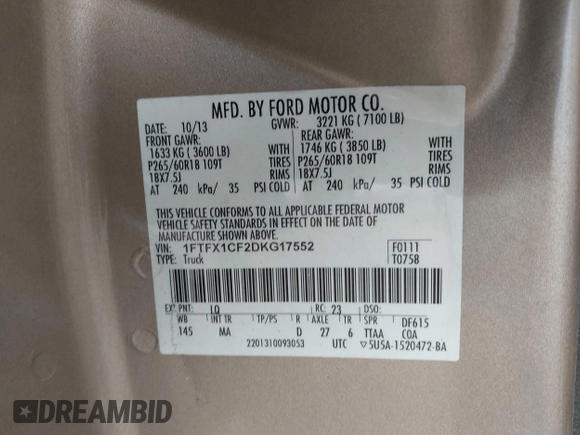 MFD. BY FORD MOTOR CO.
DATE: 10/13 GVWR: 3221 KG ( 7100 LB)
FRONT GAWR: REAR GAWR:
1633 KG ( 3600 LB) WITH 1746 KG ( 3850 LB) WITH
P265/60R18 109T TIRES P265/60R18 109T TIRES
18X7.5J RIMS 18X7.5J RIMS
AT 240 kPa/ 35 PSI COLD AT 240 kPa/ 35 PSI COLD
THIS VEHICLE CONFORMS TO ALL APPLICABLE FEDERAL MOTOR
VEHICLE SAFETY STANDARDS IN EFFECT ON THE DATE OF
MANUFACTURE SHOWN ABOVE.
VIN: 1FTFX1CF2DKG17552 F0111
TYPE: Truck T0758
EXT PNT: LQ RC: 23 DSO:
WB INT TR TP/PS R AXLE TR SPR DF615
145 MA D 27 6 TTAA COA
2201310093053 UTC ▽5U5A-1520472-BA
DREAMBID